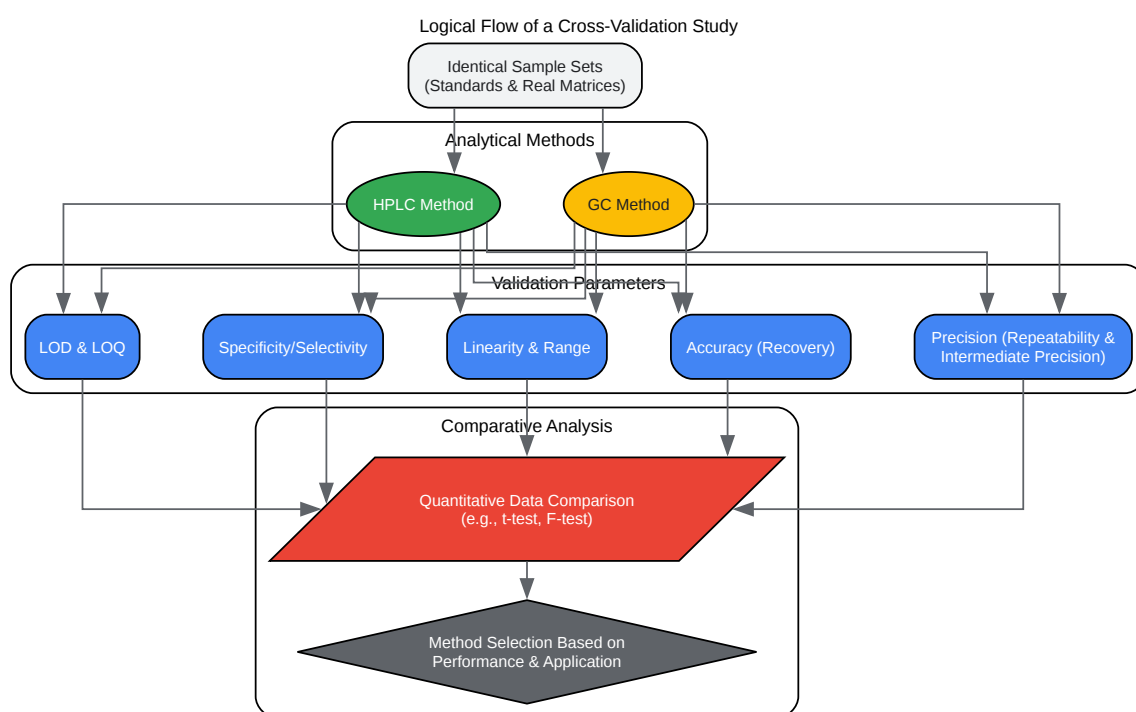 Logical Flow of a Cross-Validation Study
Identical Sample Sets
(Standards & Real Matrices)
Analytical Methods
HPLC Method
GC Method
Validation Parameters
LOD & LOQ
Specificity/Selectivity
Linearity & Range
Accuracy (Recovery)
Precision (Repeatability &
Intermediate Precision)
Comparative Analysis
Quantitative Data Comparison
(e.g., t-test, F-test)
Method Selection Based on
Performance & Application